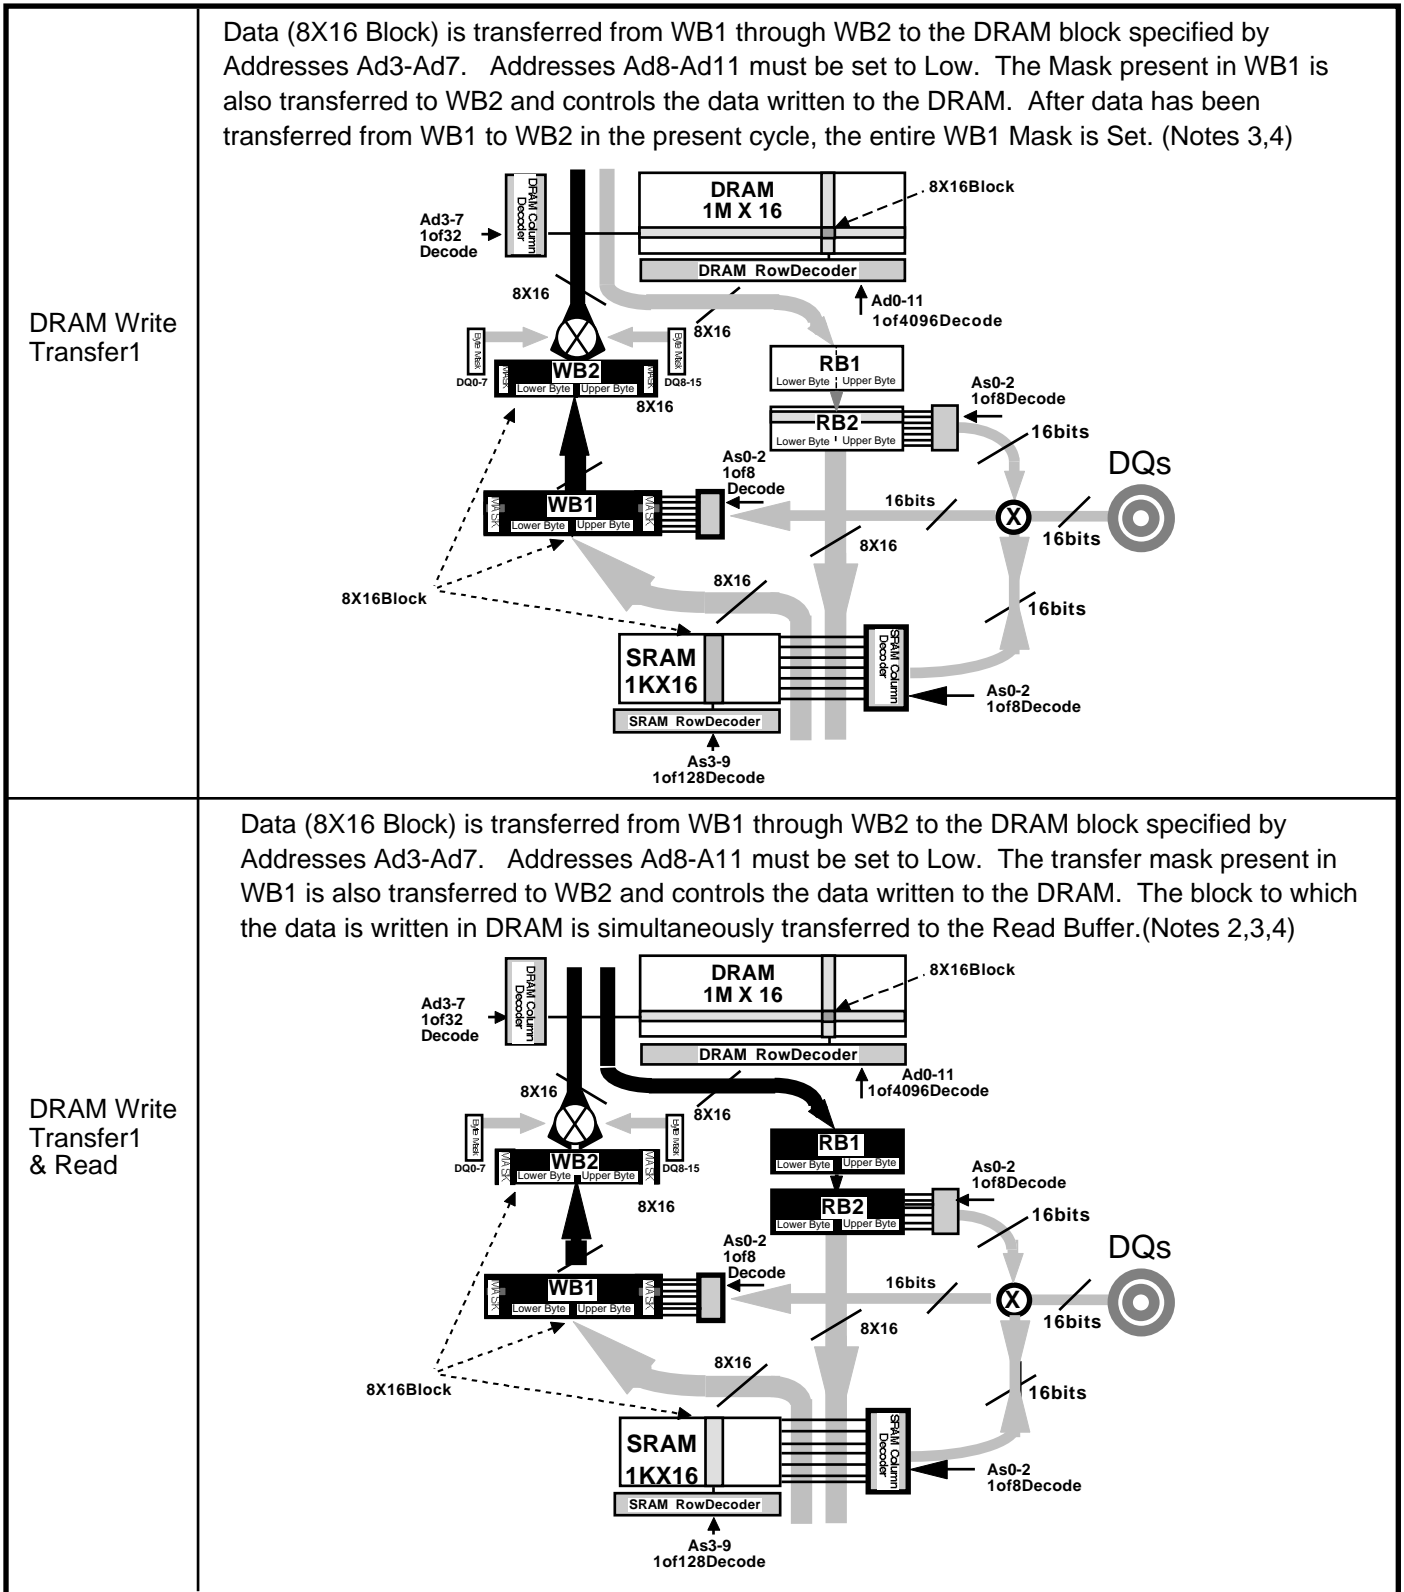 DRAM Write
Transfer1
Data (8X16 Block) is transferred from WB1 through WB2 to the DRAM block specified by
Addresses Ad3-Ad7.   Addresses Ad8-Ad11 must be set to Low.  The Mask present in WB1 is
also transferred to WB2 and controls the data written to the DRAM.  After data has been
transferred from WB1 to WB2 in the present cycle, the entire WB1 Mask is Set. (Notes 3,4)
DRAM Column
Decoder
DRAM
1M X 16
8X16Block
Ad3-7
1of32
Decode
DRAM RowDecoder
8X16
8X16
Ad0-11
1of4096Decode
Byte Mask
DQ0-7
Byte Mask
DQ8-15
MASK
WB2
MASK
Lower Byte
Upper Byte
8X16
RB1
Lower Byte
Upper Byte
As0-2
1of8Decode
RB2
Lower Byte
Upper Byte
16bits
DQs
As0-2
1of8
Decode
MASK
WB1
MASK
Lower Byte
Upper Byte
16bits
X
16bits
8X16
8X16
8X16Block
16bits
SRAM
1KX16
SRAM Column
Decoder
As0-2
1of8Decode
SRAM RowDecoder
As3-9
1of128Decode
DRAM Write
Transfer1
& Read
Data (8X16 Block) is transferred from WB1 through WB2 to the DRAM block specified by
Addresses Ad3-Ad7.   Addresses Ad8-A11 must be set to Low.  The transfer mask present in
WB1 is also transferred to WB2 and controls the data written to the DRAM.  The block to which
the data is written in DRAM is simultaneously transferred to the Read Buffer.(Notes 2,3,4)
DRAM Column
Decoder
DRAM
1M X 16
8X16Block
Ad3-7
1of32
Decode
DRAM RowDecoder
8X16
8X16
Ad0-11
1of4096Decode
Byte Mask
DQ0-7
Byte Mask
DQ8-15
MASK
WB2
MASK
Lower Byte
Upper Byte
8X16
RB1
Lower Byte
Upper Byte
As0-2
1of8Decode
RB2
Lower Byte
Upper Byte
16bits
DQs
As0-2
1of8
Decode
MASK
WB1
MASK
Lower Byte
Upper Byte
16bits
X
16bits
8X16
8X16
8X16Block
16bits
SRAM
1KX16
SRAM Column
Decoder
As0-2
1of8Decode
SRAM RowDecoder
As3-9
1of128Decode